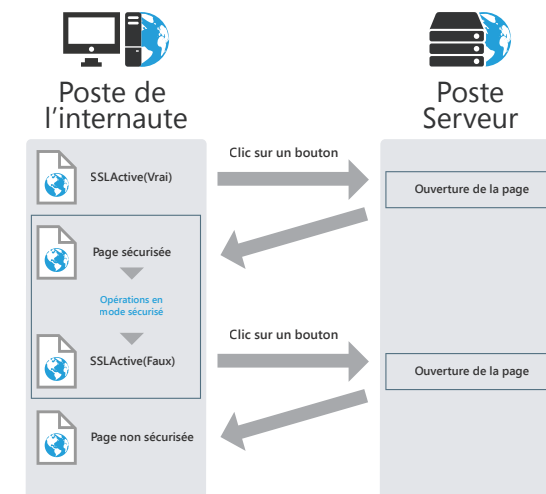 Poste de
l'internaute
Poste
Serveur
Clic sur un bouton
SSLActive(Vrai)
Ouverture de la page
Page sécurisée
Opérations en
mode sécurisé
Clic sur un bouton
SSLActive(Faux)
Ouverture de la page
Page non sécurisée